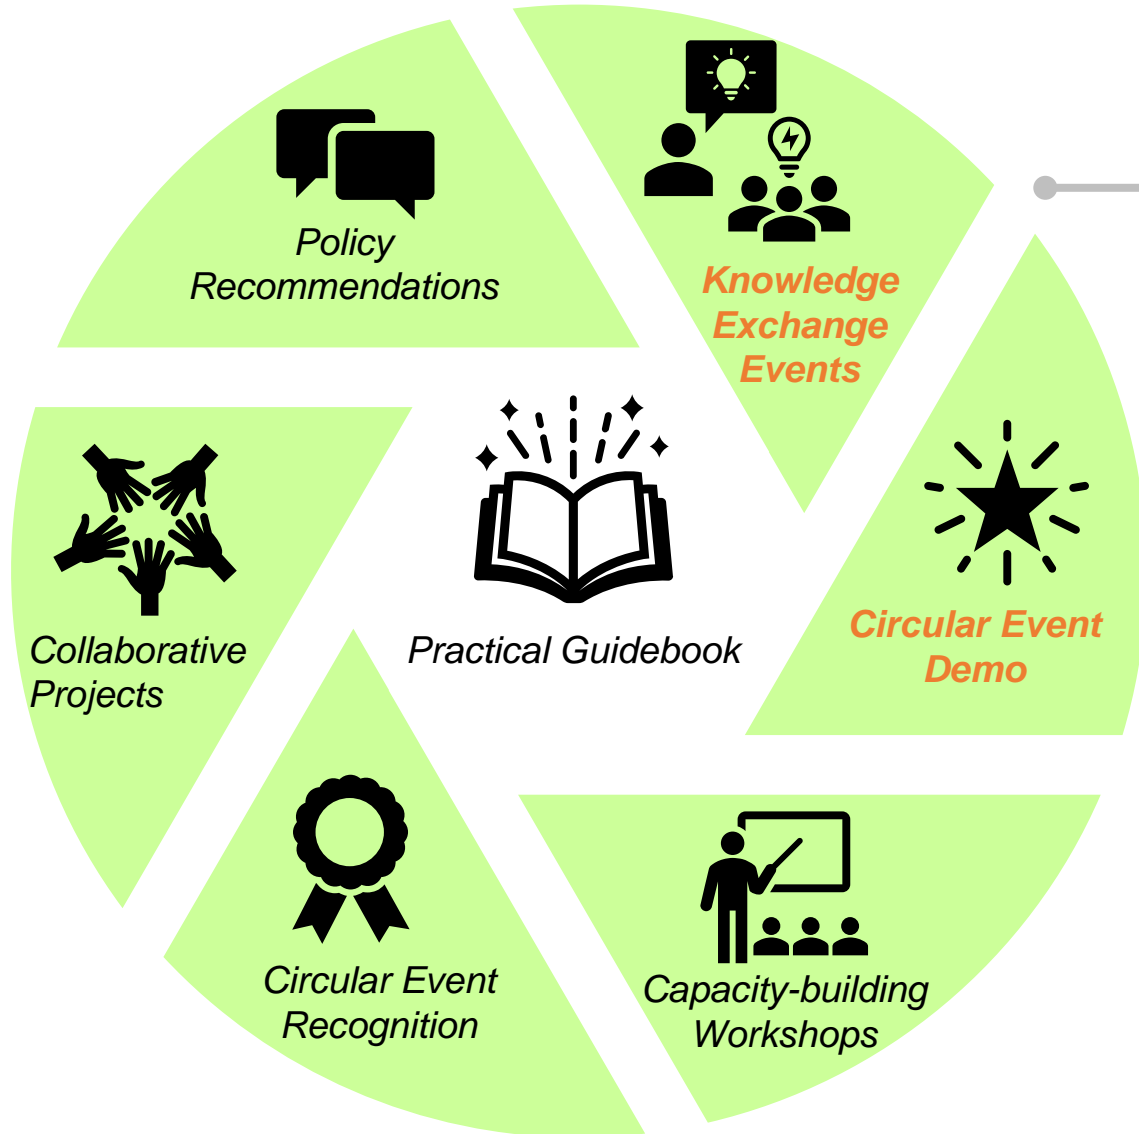 Policy
Recommendations
Knowledge
Exchange
Events
Circular Event
Demo
Capacity-building
Workshops
Circular Event
Recognition
Collaborative
Projects
Practical Guidebook